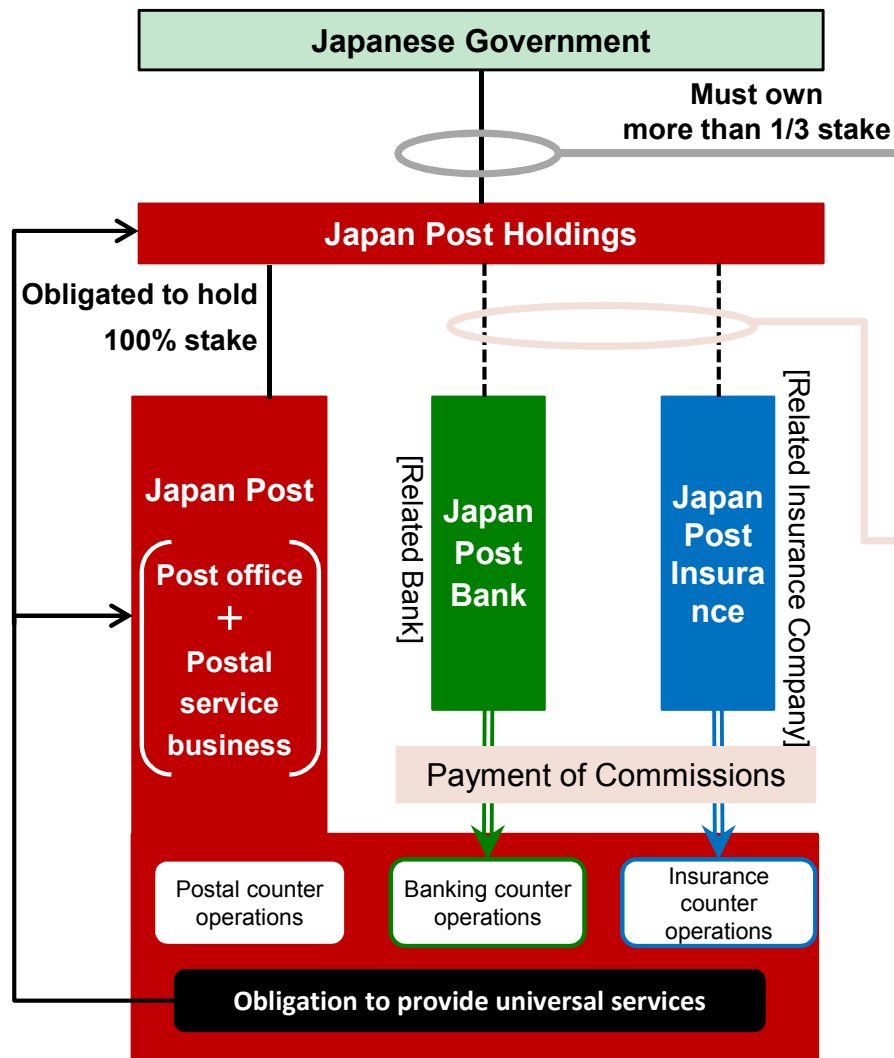 Japanese Government
Must own
more than 1/3 stake
Japan Post Holdings
Obligated to hold
100% stake
Japan Post
Post office
+
Postal
service
business
[Related Bank]
Japan
Post
Bank
Japan
Post
Insura
nce
[Related Insurance Company]
Payment of Commissions
Postal counter
operations
Banking counter
operations
Insurance
counter
operations
Obligation to provide universal services